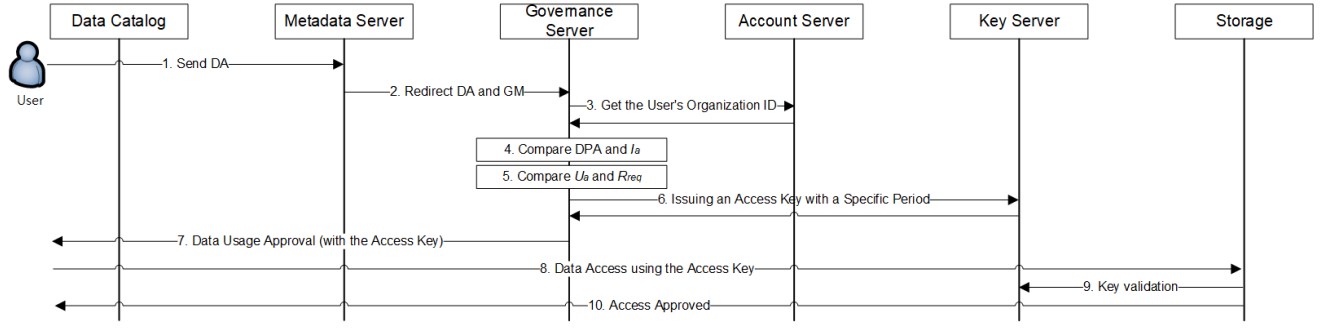 Data Catalog
Metadata Server
Governance
Server
Account Server
Key Server
Storage
User
1. Send DA
2. Redirect DA and GM
3. Get the User's Organization ID
4. Compare DPA and Ia
5. Compare Ua and Rreq
6. Issuing an Access Key with a Specific Period
7. Data Usage Approval (with the Access Key)
8. Data Access using the Access Key
9. Key validation
10. Access Approved